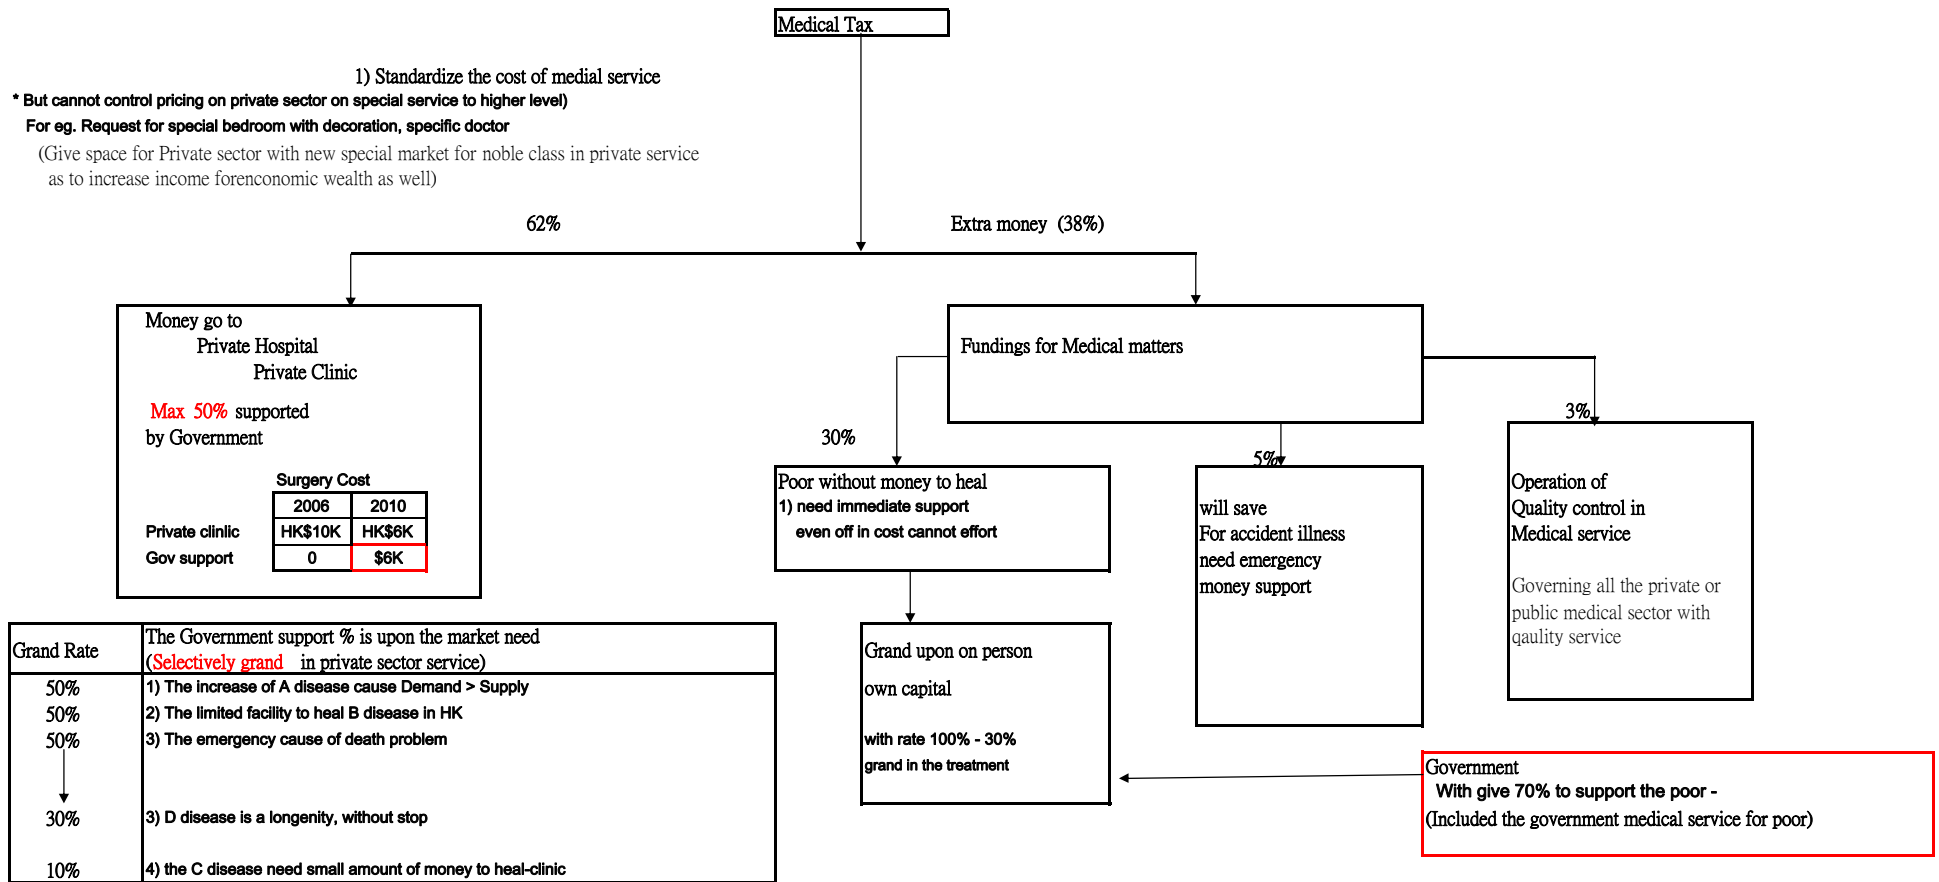 Medical Tax
1) Standardize the cost of medial service
* But cannot control pricing on private sector on special service to higher level)
For eg. Request for special bedroom with decoration, specific doctor
(Give space for Private sector with new special market for noble class in private service
as to increase income forenconomic wealth as well)
62%
Extra money (38%)
Money go to
Private Hospital
Private Clinic
Max 50% supported
by Government
Surgery Cost
2006 2010
Private clinlic HK$10K HK$6K
Gov support 0 $6K
Fundings for Medical matters
30%
5%
3%
Poor without money to heal
1) need immediate support
even off in cost cannot effort
will save
For accident illness
need emergency
money support
Operation of
Quality control in
Medical service
Governing all the private or
public medical sector with
qaulity service
Grand upon on person
own capital
with rate 100% - 30%
grand in the treatment
Government
With give 70% to support the poor -
(Included the government medical service for poor)
Grand Rate
The Government support % is upon the market need
(Selectively grand in private sector service)
50% 1) The increase of A disease cause Demand > Supply
50% 2) The limited facility to heal B disease in HK
50% 3) The emergency cause of death problem
30% 3) D disease is a longenity, without stop
10% 4) the C disease need small amount of money to heal-clinic